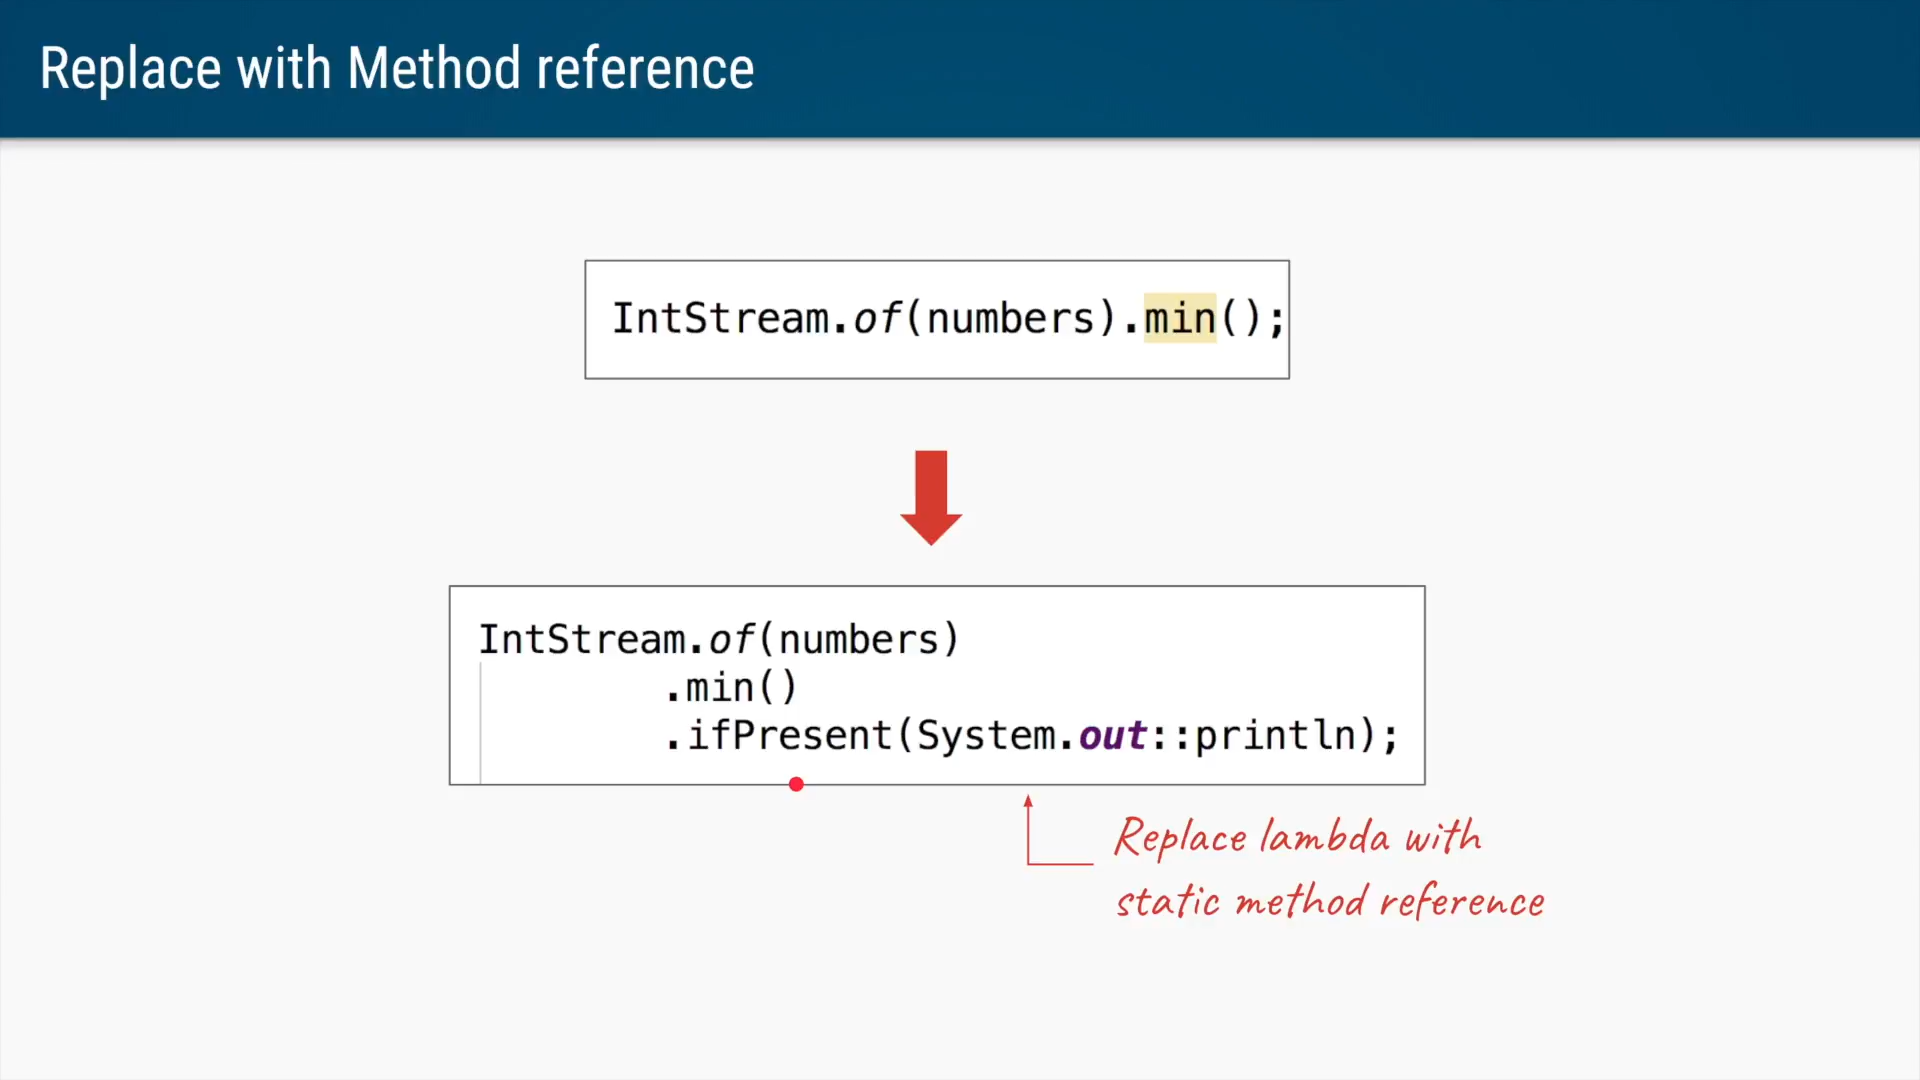 Replace with Method reference
IntStream.of(numbers).min();
IntStream.of(numbers)
.min()
.ifPresent(System.out::println);
Replace lambda with
static method reference